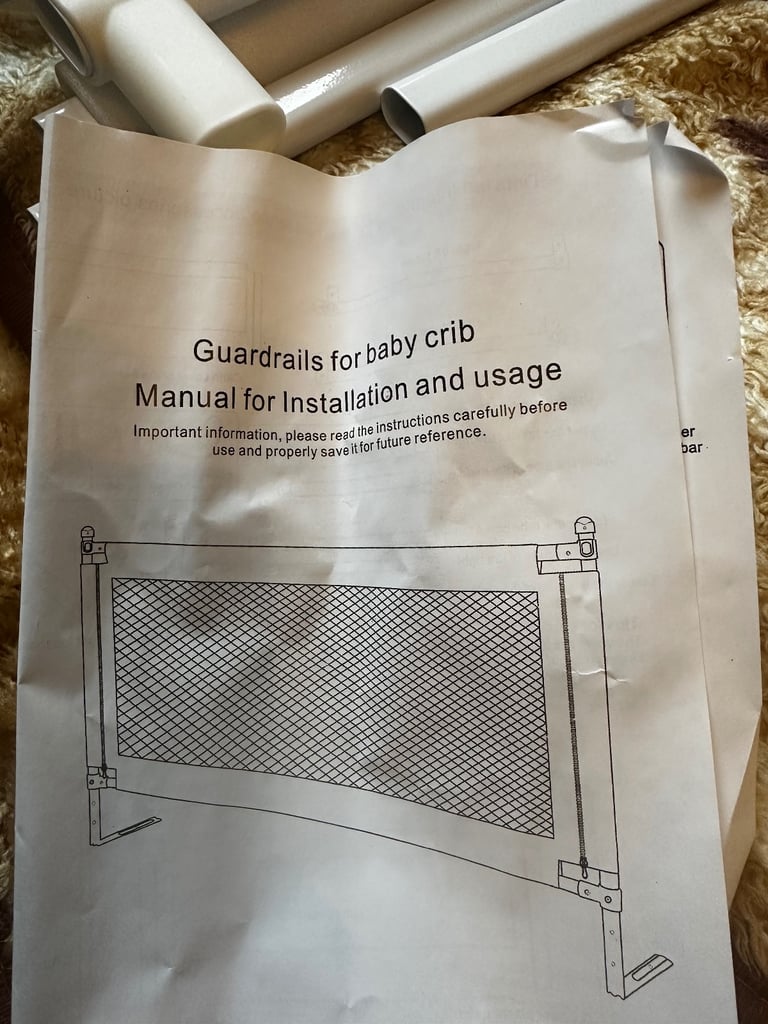 Guardrails for baby crib
Manual for Installation and usage
Important information, please read the instructions carefully before
use and properly save it for future reference.
er
bar